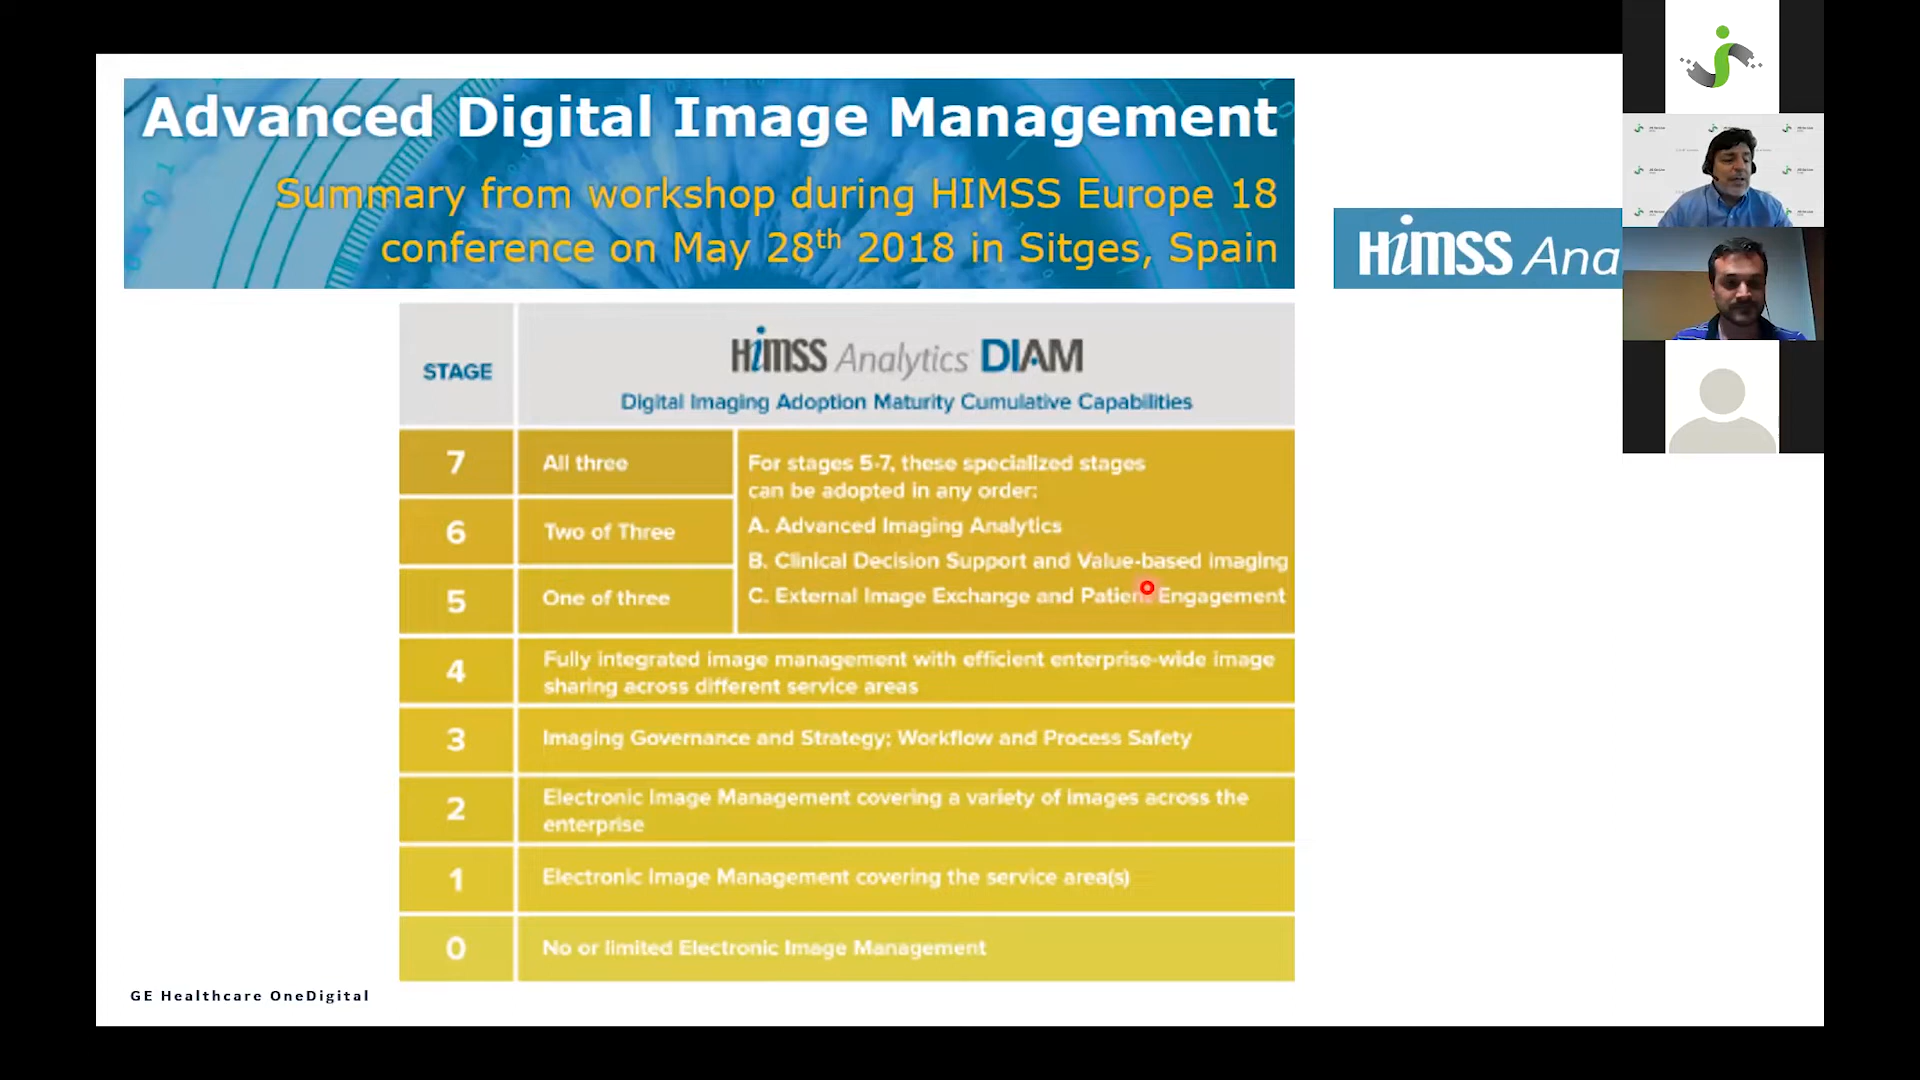 Advanced Digital Image Management
Summary from workshop during HIMSS Europe 18
conference on May 28th 2018 in Sitges, Spain
HiMSS Ana
STAGE
HiMSS Analytics DIAM
Digital Imaging Adoption Maturity Cumulative Capabilities
7
All three
6
Two of Three
5
One of three
For stages 5-7, these specialized stages
can be adopted in any order:
A. Advanced Imaging Analytics
B. Clinical Decision Support and Value-based imaging
C. External Image Exchange and Patient Engagement
4
Fully integrated image management with efficient enterprise-wide image
sharing across different service areas
3
Imaging Governance and Strategy; Workflow and Process Safety
2
Electronic Image Management covering a variety of images across the
enterprise
1
Electronic Image Management covering the service area(s)
0
No or limited Electronic Image Management
GE Healthcare OneDigital